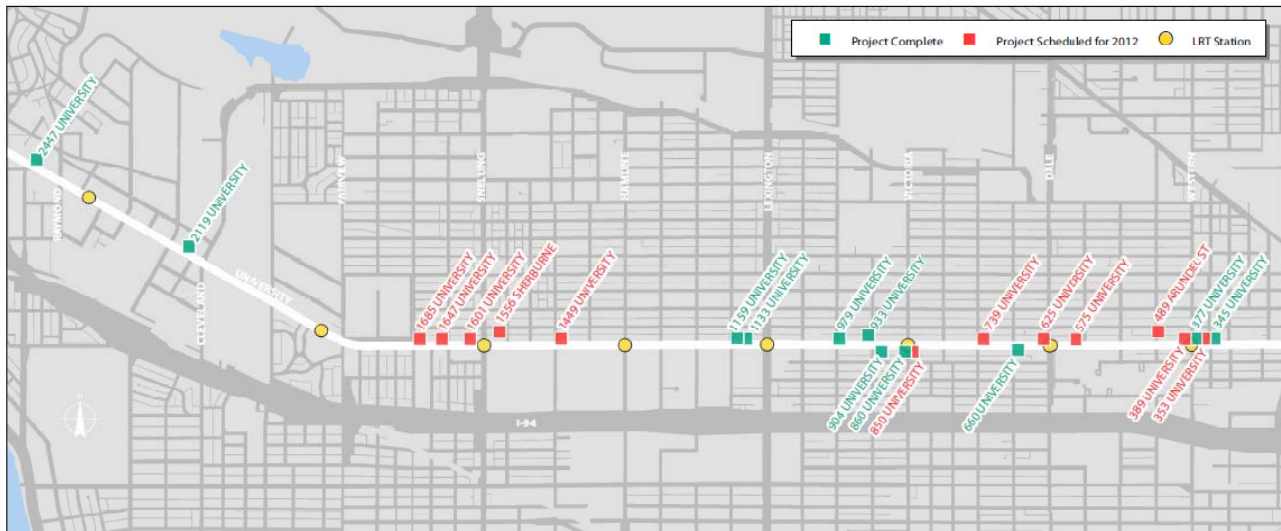 Project Complete
Project Scheduled for 2012
LRT Station
2447 UNIVERSITY
RAYMOND
2119 UNIVERSITY
CLEVELAND
UNIVERSITY
FAIRVIEW
SNELLING
HAMLINE
LEXINGTON
VICTORIA
DALE
WESTERN
1685 UNIVERSITY
1647 UNIVERSITY
1601 UNIVERSITY
1556 SHERBURNE
1449 UNIVERSITY
1159 UNIVERSITY
1133 UNIVERSITY
979 UNIVERSITY
933 UNIVERSITY
739 UNIVERSITY
625 UNIVERSITY
575 UNIVERSITY
489 ARUNDEL ST
377 UNIVERSITY
345 UNIVERSITY
904 UNIVERSITY
860 UNIVERSITY
850 UNIVERSITY
660 UNIVERSITY
389 UNIVERSITY
353 UNIVERSITY
I-94
N